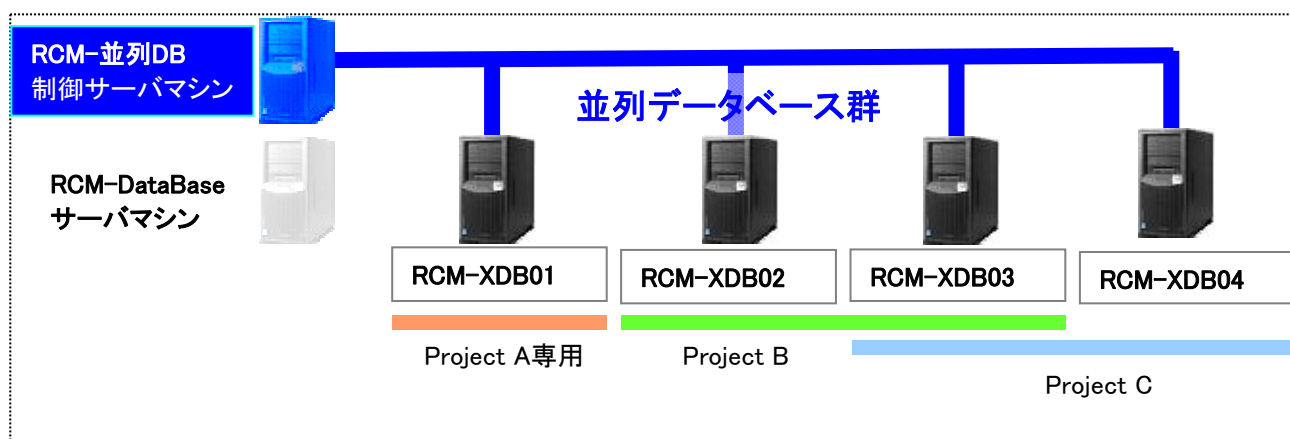 RCM-並列DB
制御サーバマシン
並列データベース群
RCM-DataBase
サーバマシン
RCM-XDB01
RCM-XDB02
RCM-XDB03
RCM-XDB04
Project A専用
Project B
Project C